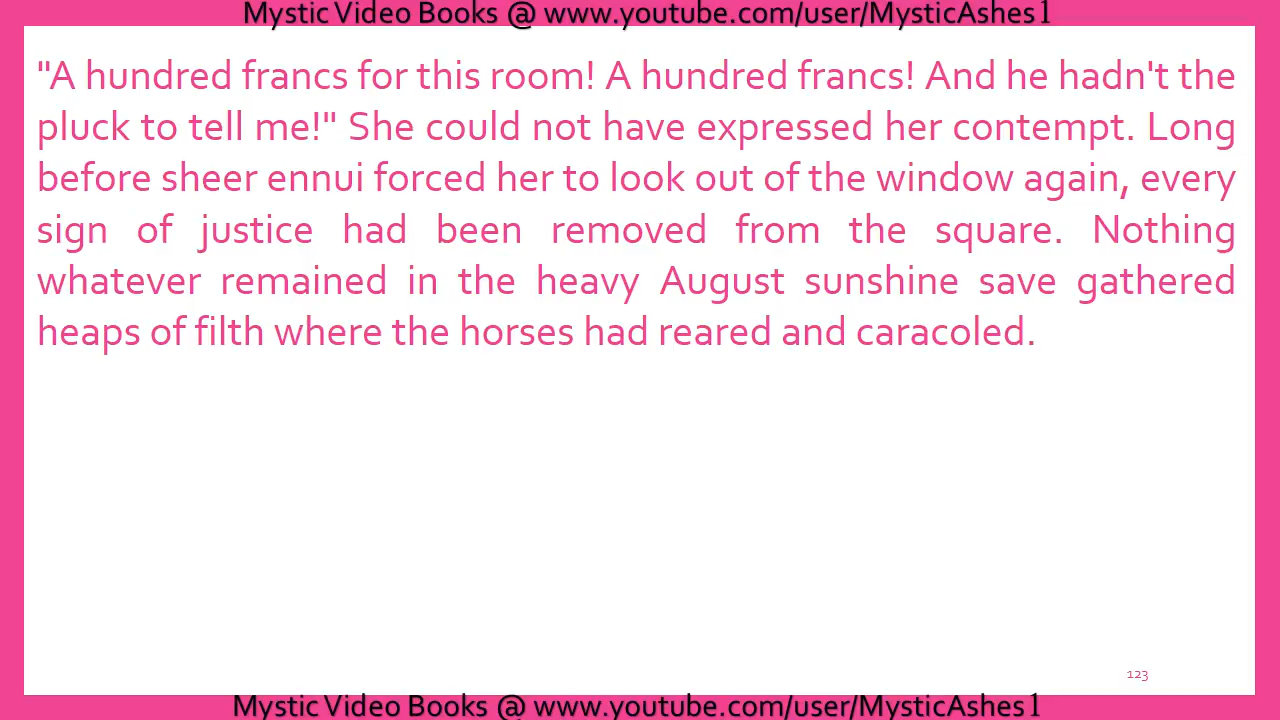 Mystic Video Books @ www.youtube.com/user/MysticAshes1
"A hundred francs for this room! A hundred francs! And he hadn't the
pluck to tell me!" She could not have expressed her contempt. Long
before sheer ennui forced her to look out of the window again, every
sign of justice had been removed from the square. Nothing
whatever remained in the heavy August sunshine save gathered
heaps of filth where the horses had reared and caracoled.
123
Mystic Video Books @ www.youtube.com/user/MysticAshes1